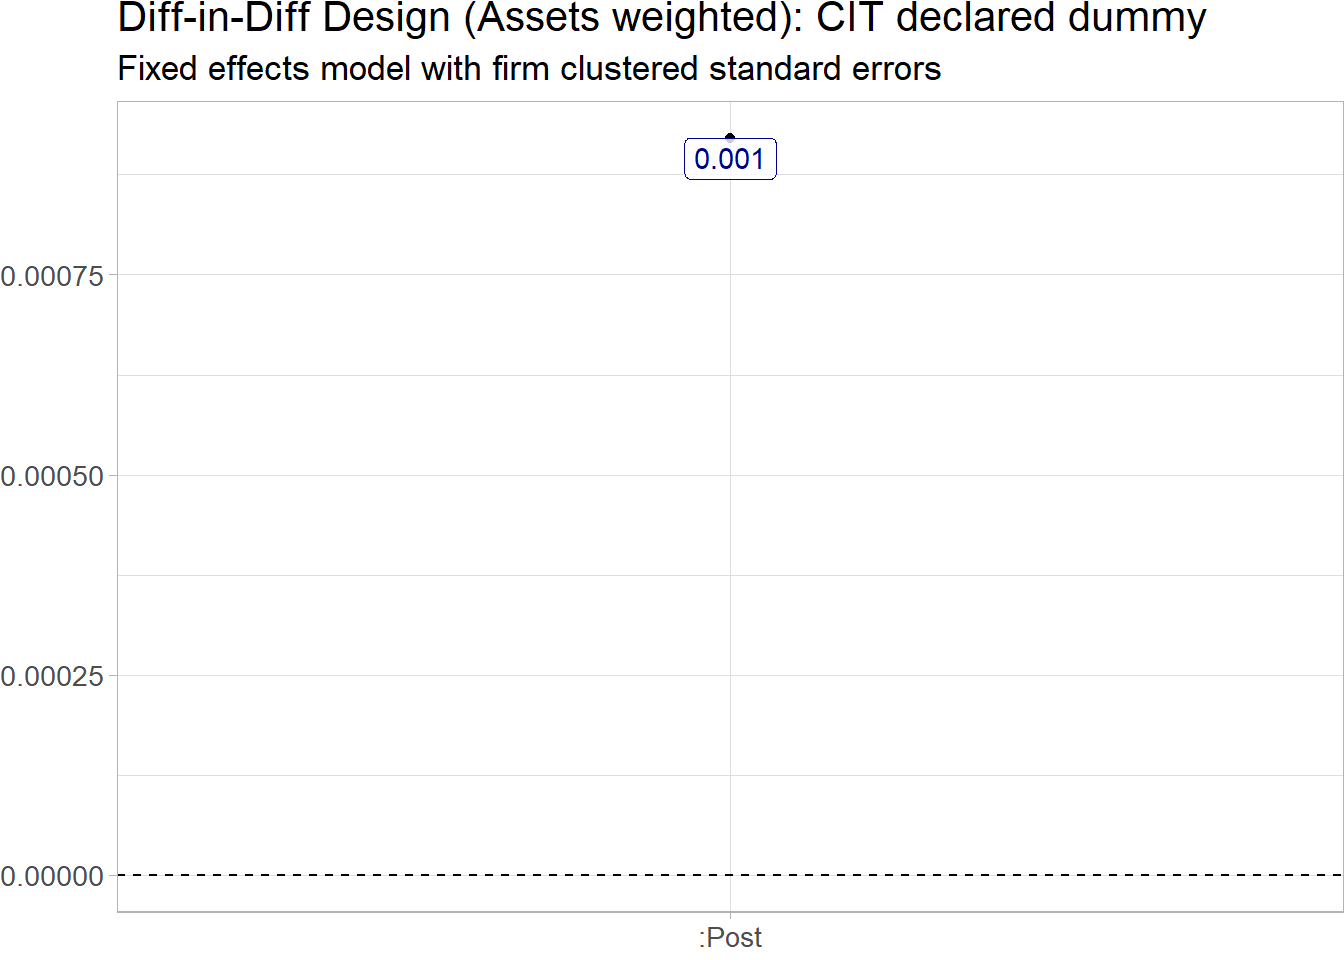 Diff-in-Diff Design (Assets weighted): CIT declared dummy
Fixed effects model with firm clustered standard errors
0.001
0.00075
0.00050
0.00025
0.00000
:Post